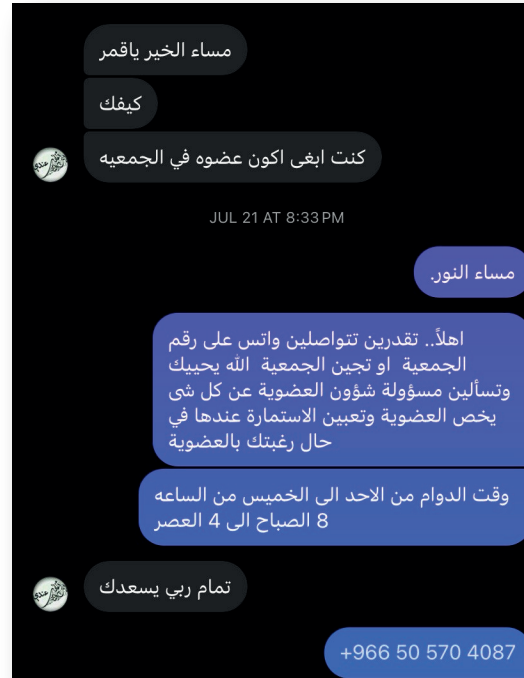 مساء الخير ياقمر
كيفك
كنت ابغى اكون عضوه في الجمعيه
JUL 21 AT 8:33 PM
مساء النور.
اهلاً.. تقدرين تتواصلين واتس على رقم
الجمعية او تجين الجمعية الله يحييك
وتسألين مسؤولة شؤون العضوية عن كل شى
يخص العضوية وتعبين الاستمارة عندها في
حال رغبتك بالعضوية
وقت الدوام من الاحد الى الخميس من الساعه
8 الصباح الى 4 العصر
تمام ربي يسعدك
+966 50 570 4087